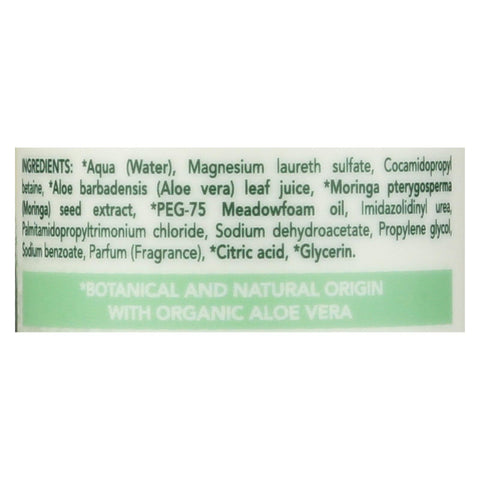 NGREDIENTS: *Aqua (Water), Magnesium laureth sulfate, Cocamidopropyl
betaine, *Aloe barbadensis (Aloe vera) leaf juice, *Moringa pterygosperma
(Moringa) seed extract, *PEG-75 Meadowfoam oil, Imidazolidinyl urea,
Palmitamidopropyltrimonium chloride, Sodium dehydroacetate, Propylene glycol,
Sodium benzoate, Parfum (Fragrance), *Citric acid, *Glycerin.
*BOTANICAL AND NATURAL ORIGIN
WITH ORGANIC ALOE VERA